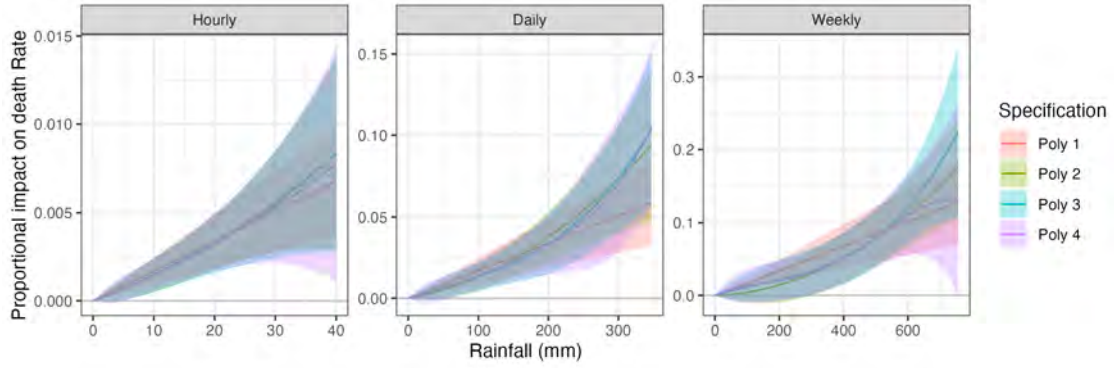 Hourly
Daily
Weekly
Proportional impact on death Rate
0.015
0.010
0.005
0.000
0 10 20 30 40
0.15
0.10
0.05
0.00
0 100 200 300
0.3
0.2
0.1
0.0
0 200 400 600
Rainfall (mm)
Specification
Poly 1
Poly 2
Poly 3
Poly 4